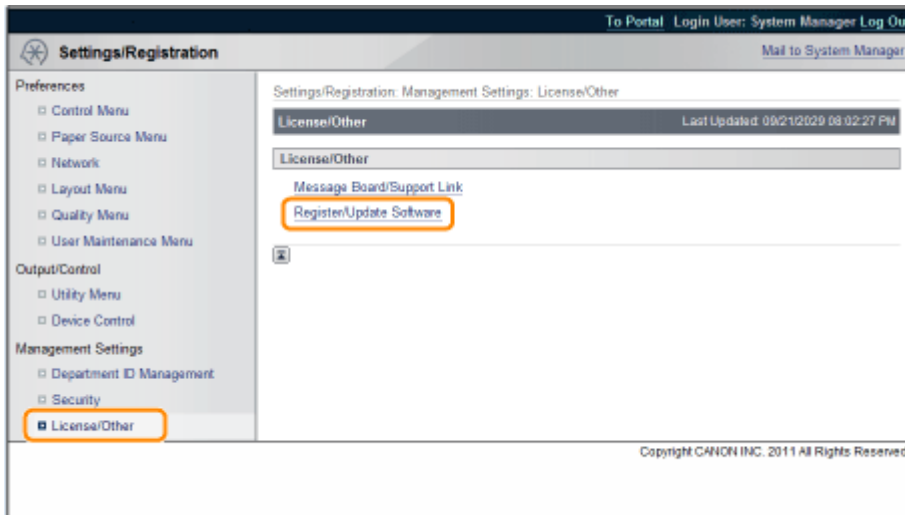 To Portal Login User: System Manager Log Ou
Settings/Registration
Mail to System Manager
Preferences
Control Menu
Paper Source Menu
Network
Layout Menu
Quality Menu
User Maintenance Menu
Output/Control
Utility Menu
Device Control
Management Settings
Department ID Management
Security
License/Other
Settings/Registration: Management Settings: License/Other
License/Other Last Updated: 09/21/2029 08:02:27 PM
License/Other
Message Board/Support Link
Register/Update Software
Copyright CANON INC. 2011 All Rights Reserved